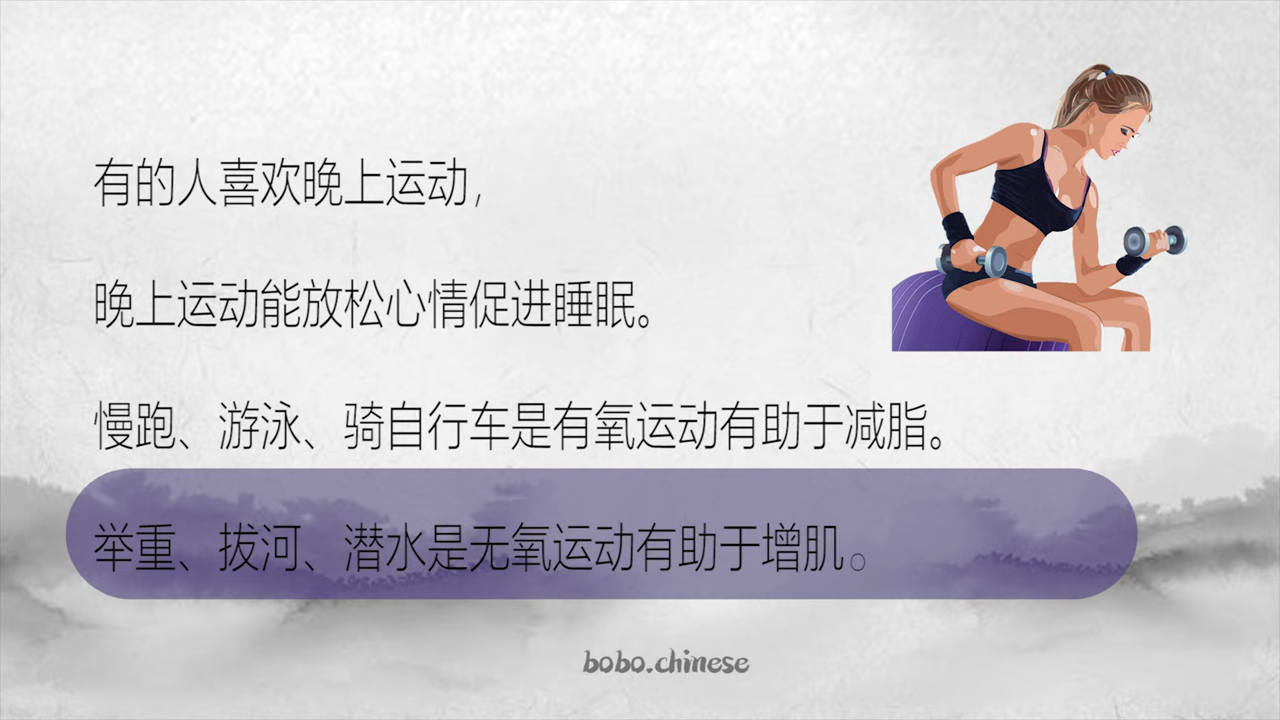 有的人喜欢晚上运动,
晚上运动能放松心情促进睡眠。
慢跑、游泳、骑自行车是有氧运动有助于减脂。
举重、拔河、潜水是无氧运动有助于增肌。
bobo.chinese